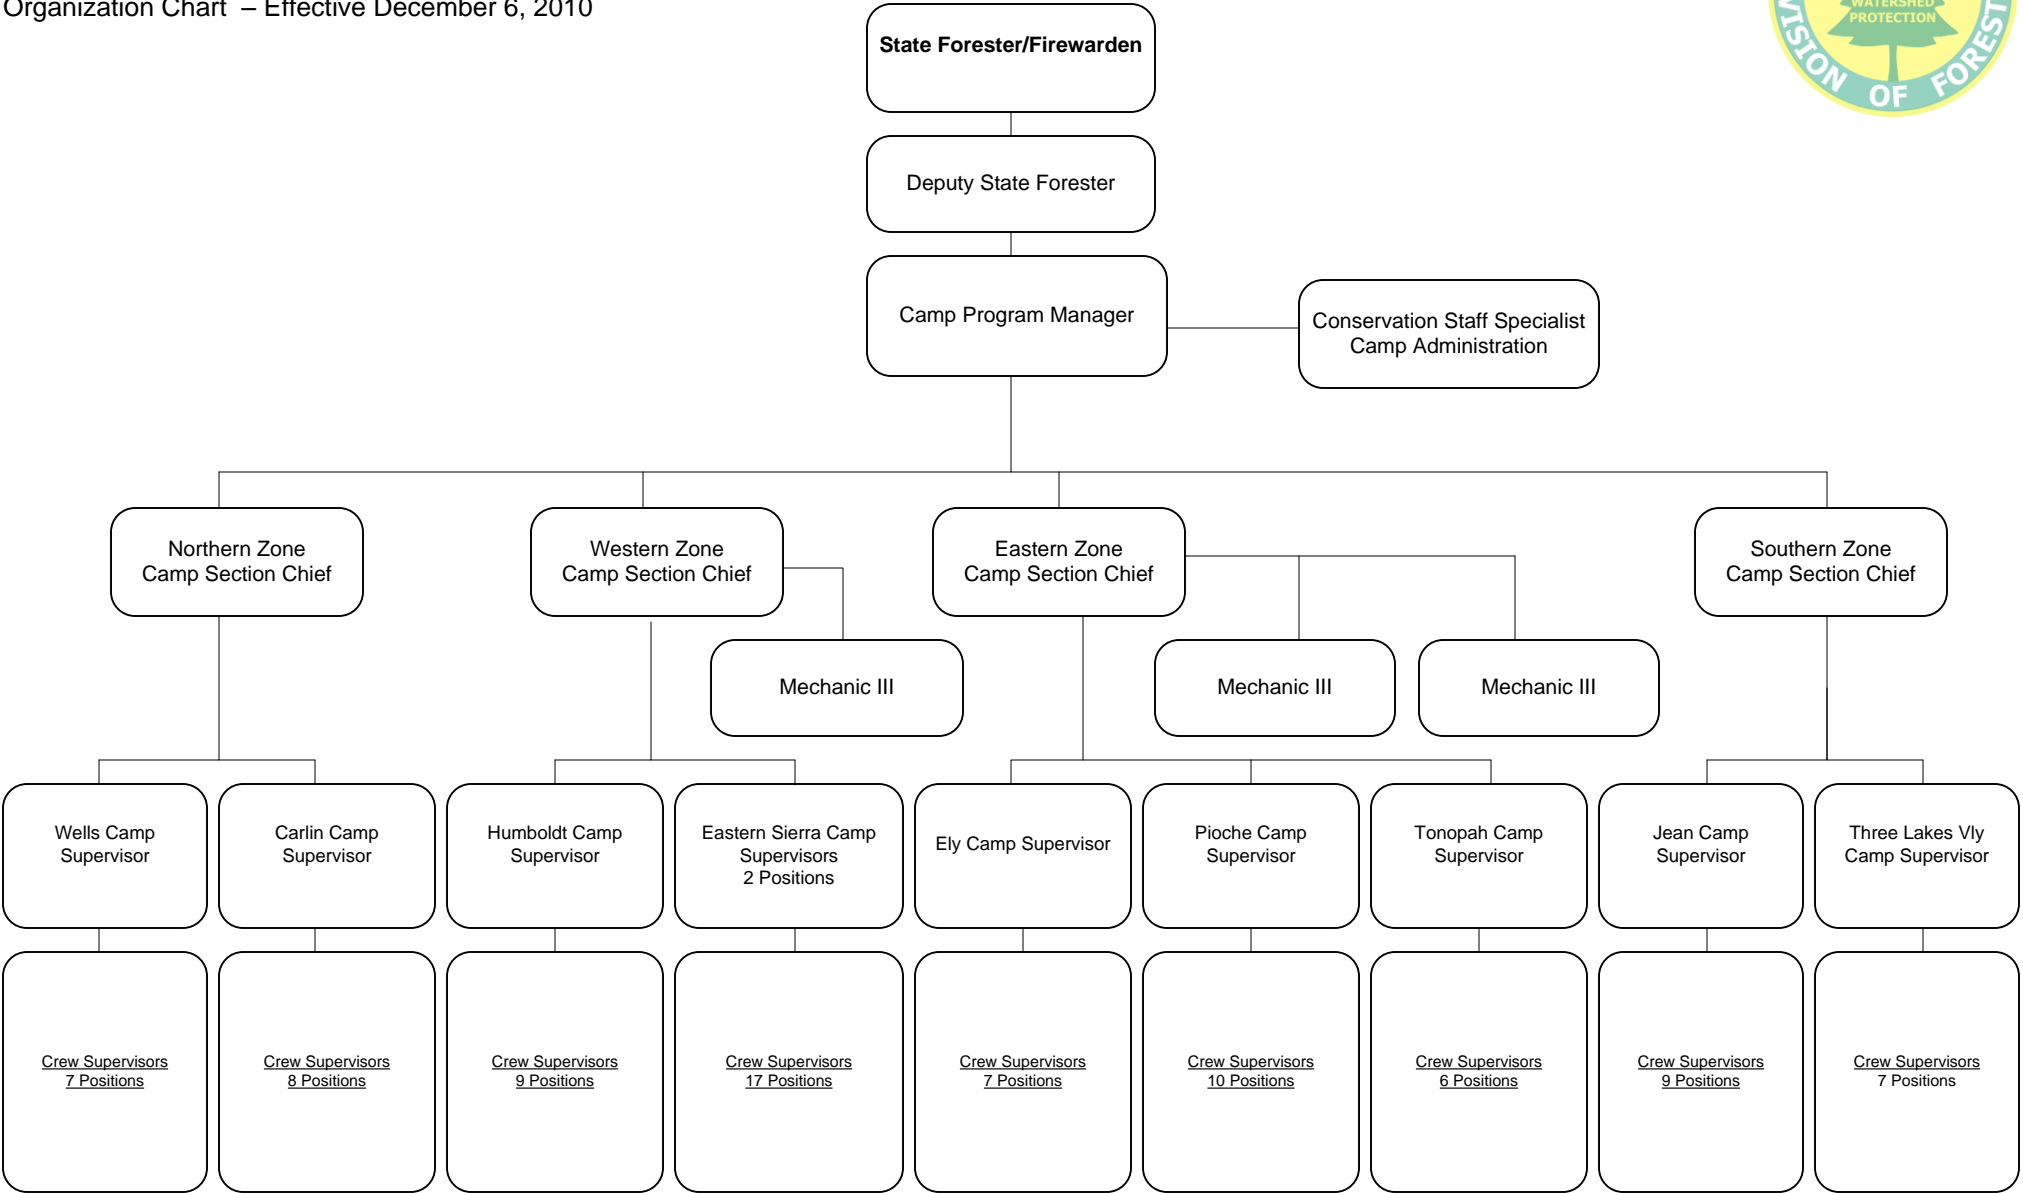 Organization Chart – Effective December 6, 2010
WATERSHED
PROTECTION
OF
State Forester/Firewarden
Deputy State Forester
Camp Program Manager
Conservation Staff Specialist
Camp Administration
Northern Zone
Camp Section Chief
Western Zone
Camp Section Chief
Eastern Zone
Camp Section Chief
Southern Zone
Camp Section Chief
Mechanic III
Mechanic III
Mechanic III
Wells Camp
Supervisor
Carlin Camp
Supervisor
Humboldt Camp
Supervisor
Eastern Sierra Camp
Supervisors
2 Positions
Ely Camp Supervisor
Pioche Camp
Supervisor
Tonopah Camp
Supervisor
Jean Camp
Supervisor
Three Lakes Vly
Camp Supervisor
Crew Supervisors
7 Positions
Crew Supervisors
8 Positions
Crew Supervisors
9 Positions
Crew Supervisors
17 Positions
Crew Supervisors
7 Positions
Crew Supervisors
10 Positions
Crew Supervisors
6 Positions
Crew Supervisors
9 Positions
Crew Supervisors
7 Positions